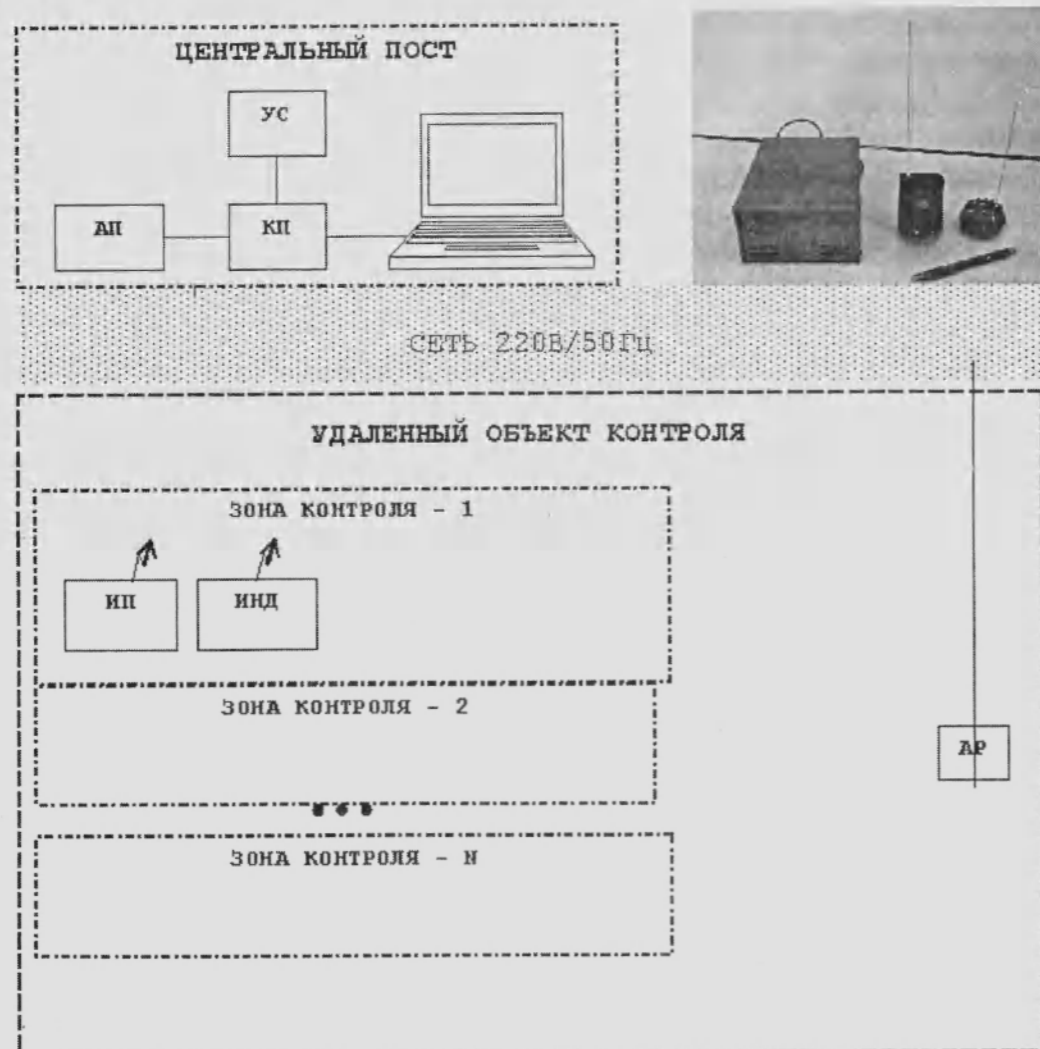 ЦЕНТРАЛЬНЫЙ ПОСТ
УС
АП
КП
СЕТЬ 220В/50Гц
УДАЛЕННЫЙ ОБЪЕКТ КОНТРОЛЯ
ЗОНА КОНТРОЛЯ - 1
ИП
ИНД
ЗОНА КОНТРОЛЯ - 2
АР
ЗОНА КОНТРОЛЯ - N